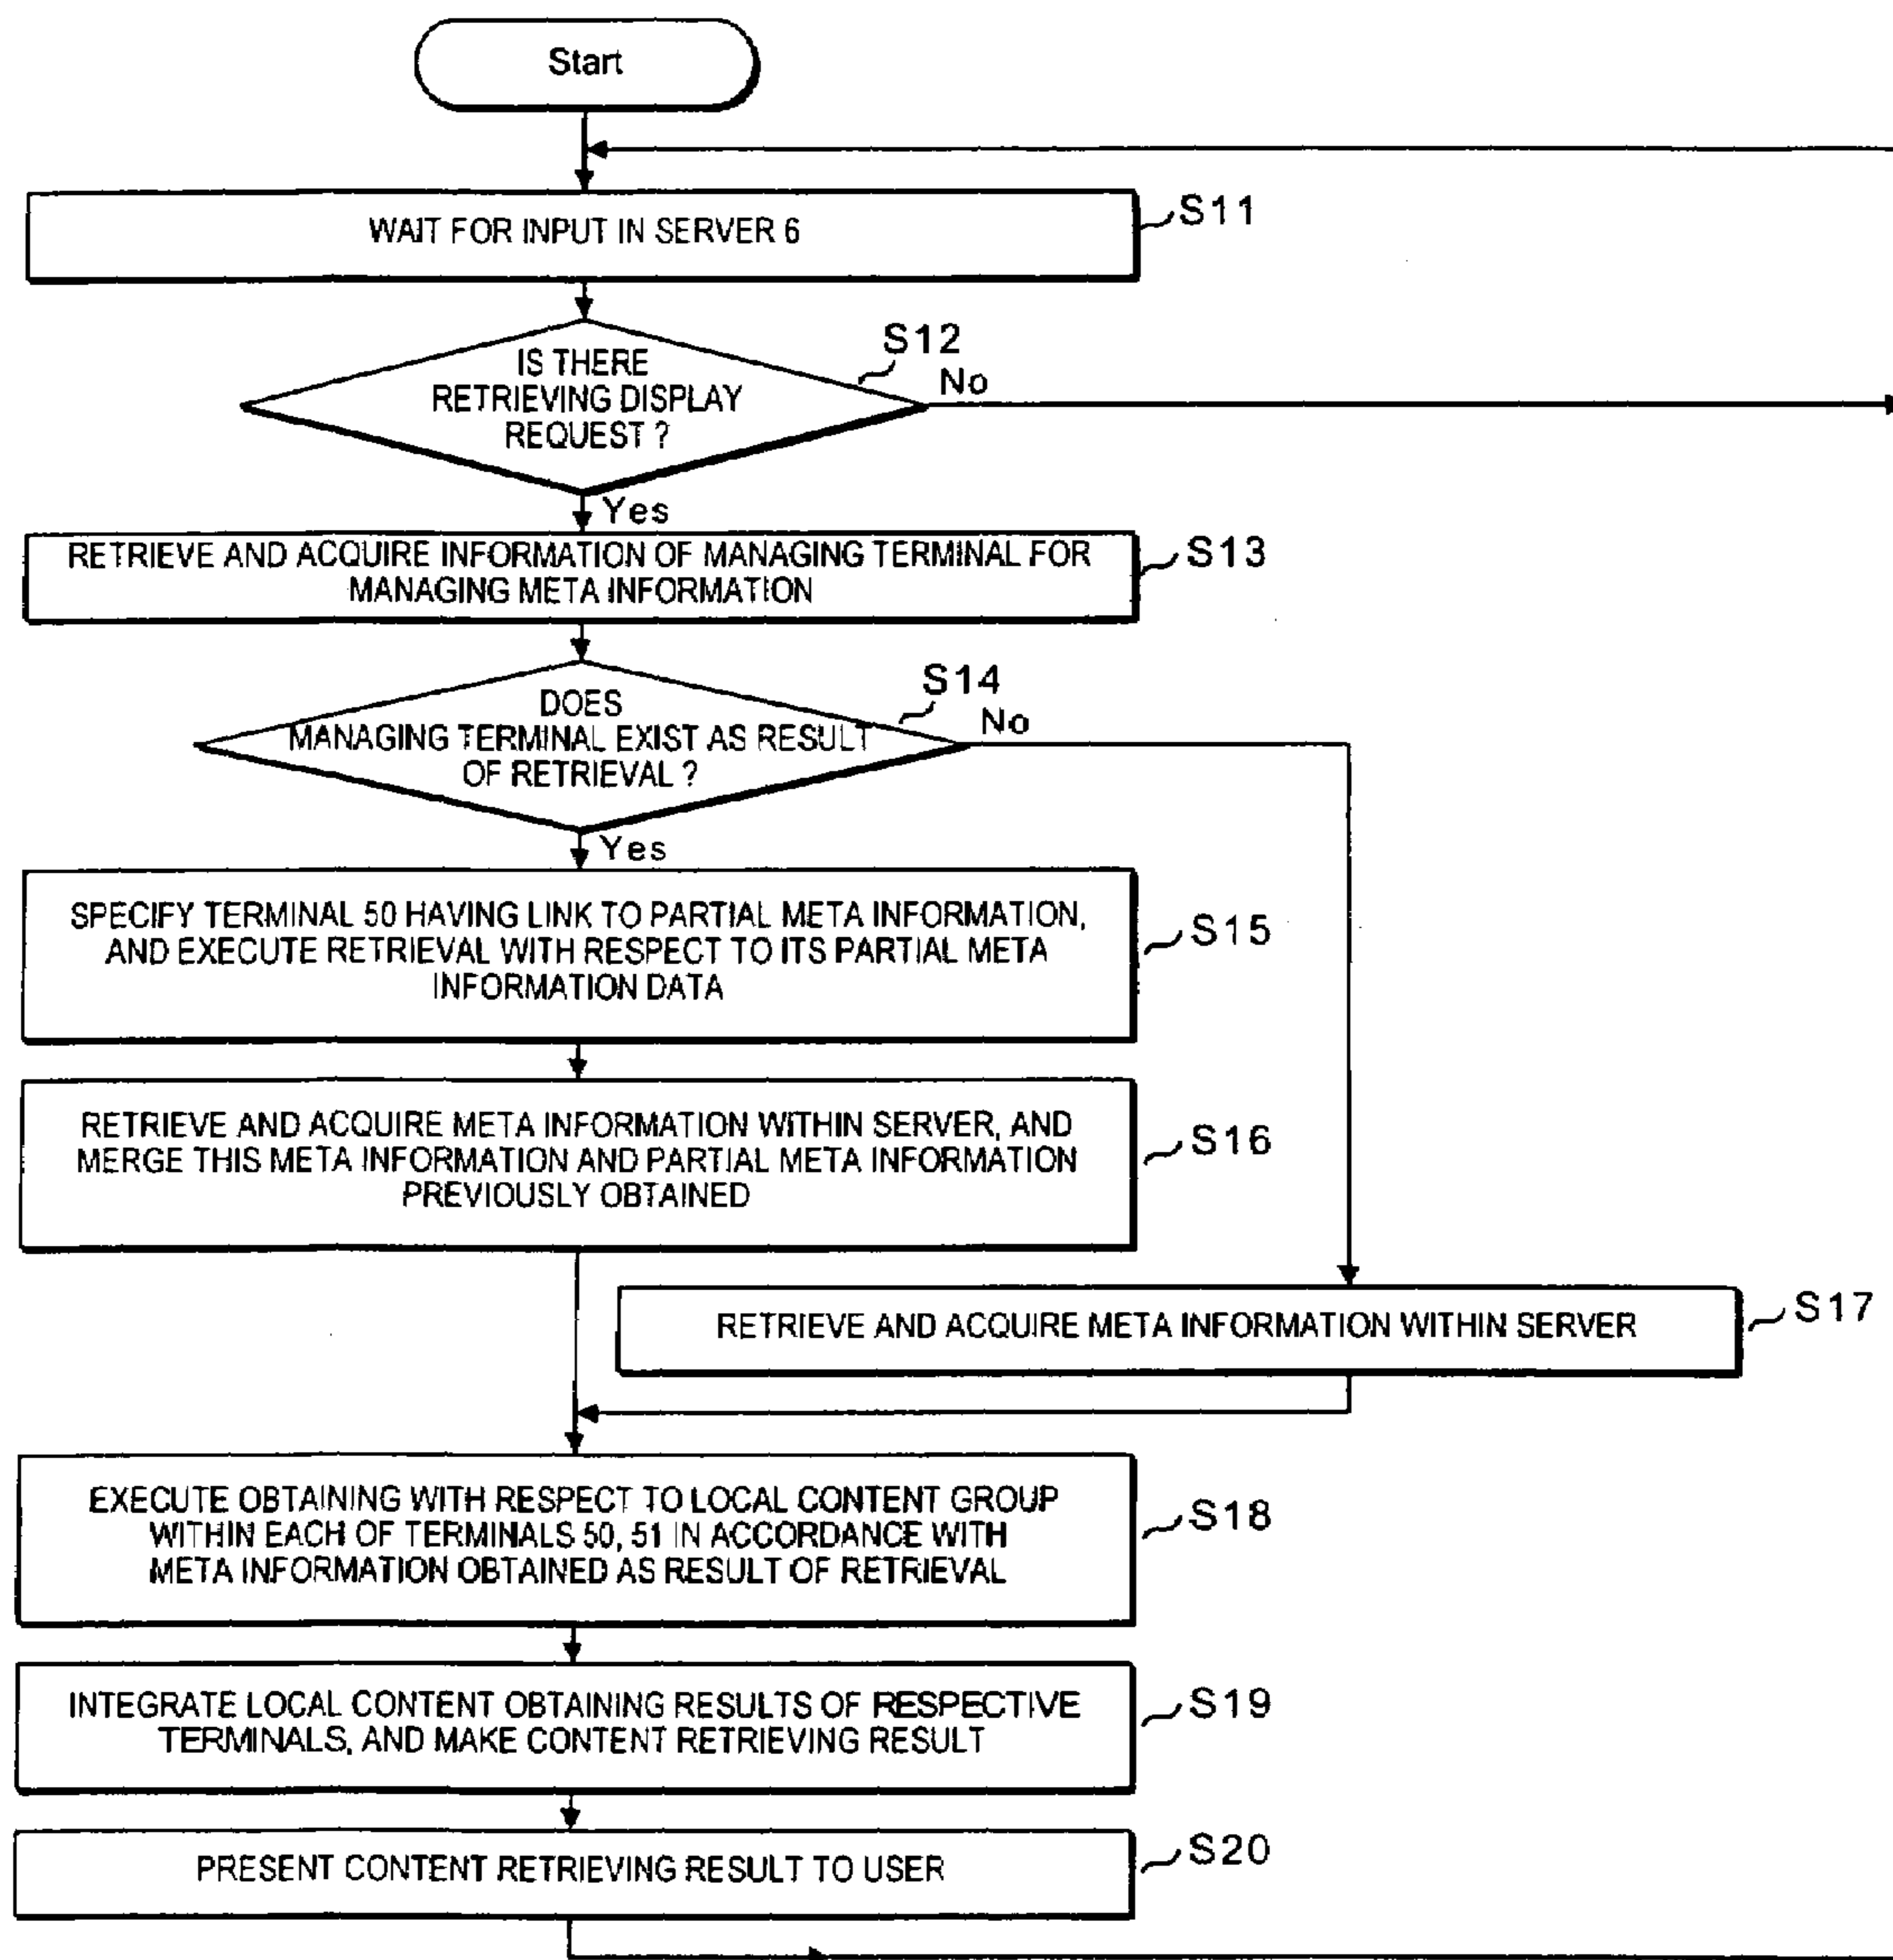 Start
WAIT FOR INPUT IN SERVER 6
S11
IS THERE
RETRIEVING DISPLAY
REQUEST ?
S12
No
Yes
RETRIEVE AND ACQUIRE INFORMATION OF MANAGING TERMINAL FOR
MANAGING META INFORMATION
S13
DOES
MANAGING TERMINAL EXIST AS RESULT
OF RETRIEVAL ?
S14
No
Yes
SPECIFY TERMINAL 50 HAVING LINK TO PARTIAL META INFORMATION,
AND EXECUTE RETRIEVAL WITH RESPECT TO ITS PARTIAL META
INFORMATION DATA
S15
RETRIEVE AND ACQUIRE META INFORMATION WITHIN SERVER, AND
MERGE THIS META INFORMATION AND PARTIAL META INFORMATION
PREVIOUSLY OBTAINED
S16
RETRIEVE AND ACQUIRE META INFORMATION WITHIN SERVER
S17
EXECUTE OBTAINING WITH RESPECT TO LOCAL CONTENT GROUP
WITHIN EACH OF TERMINALS 50, 51 IN ACCORDANCE WITH
META INFORMATION OBTAINED AS RESULT OF RETRIEVAL
S18
INTEGRATE LOCAL CONTENT OBTAINING RESULTS OF RESPECTIVE
TERMINALS, AND MAKE CONTENT RETRIEVING RESULT
S19
PRESENT CONTENT RETRIEVING RESULT TO USER
S20